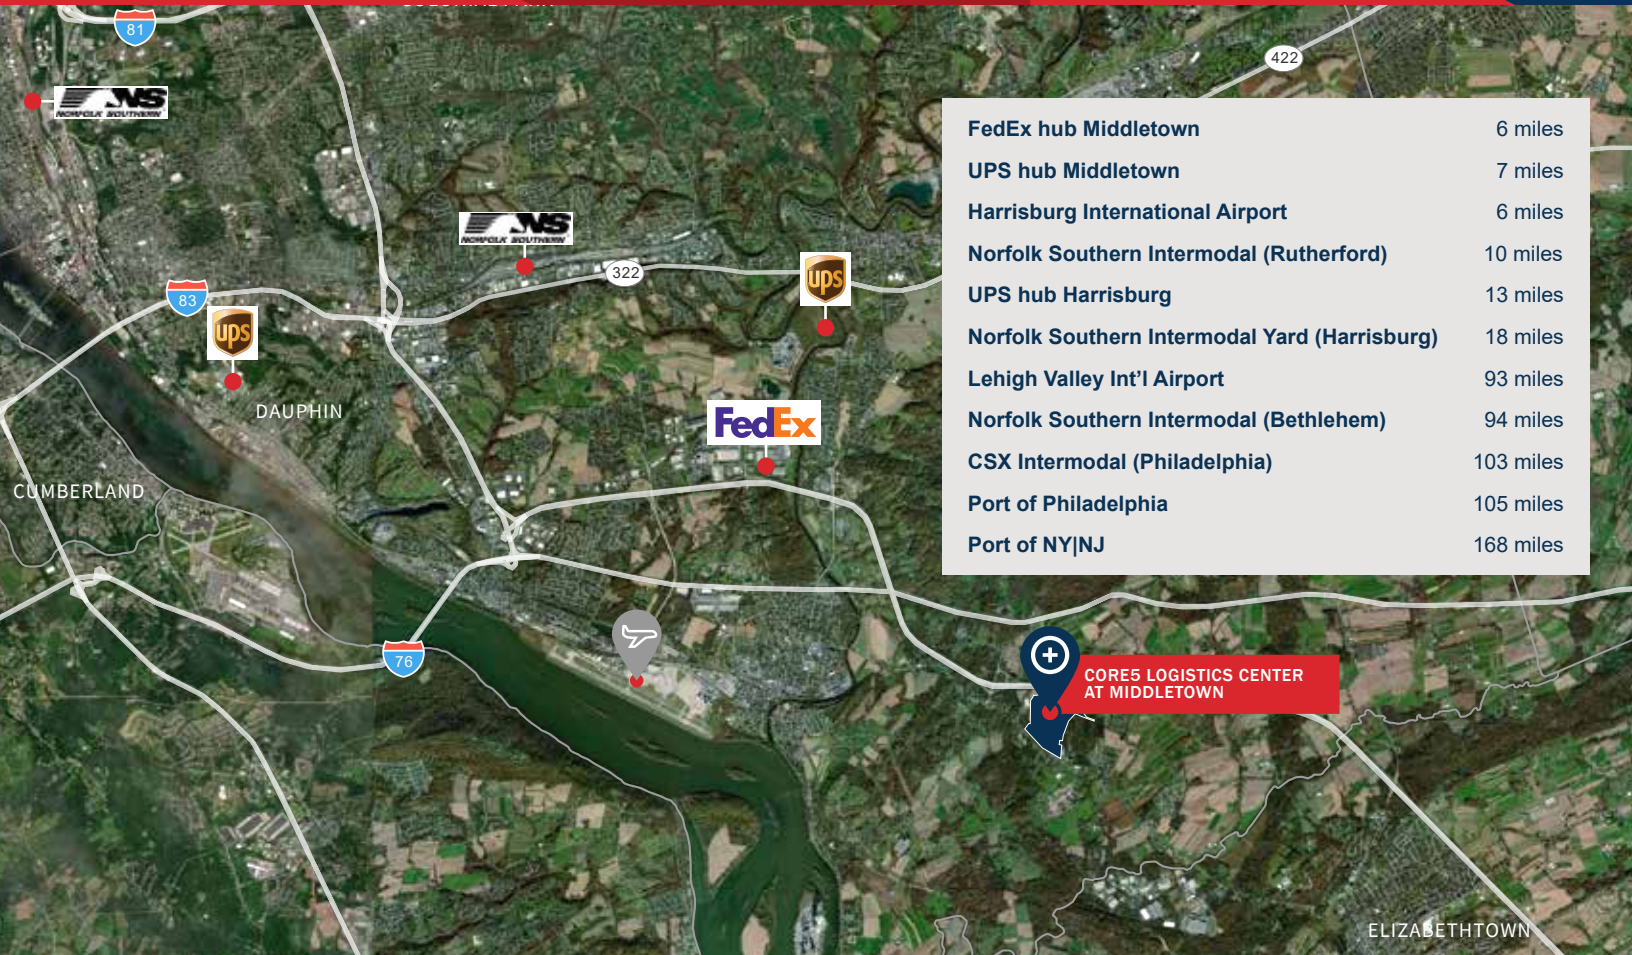 81
422
NS
NORFOLK SOUTHERN
FedEx hub Middletown 6 miles
UPS hub Middletown 7 miles
Harrisburg International Airport 6 miles
Norfolk Southern Intermodal (Rutherford) 10 miles
UPS hub Harrisburg 13 miles
Norfolk Southern Intermodal Yard (Harrisburg) 18 miles
Lehigh Valley Int’l Airport 93 miles
Norfolk Southern Intermodal (Bethlehem) 94 miles
CSX Intermodal (Philadelphia) 103 miles
Port of Philadelphia 105 miles
Port of NY|NJ 168 miles
NS
NORFOLK SOUTHERN
322
ups
83
ups
DAUPHIN
FedEx
CUMBERLAND
76
CORE5 LOGISTICS CENTER
AT MIDDLETOWN
ELIZABETHTOWN